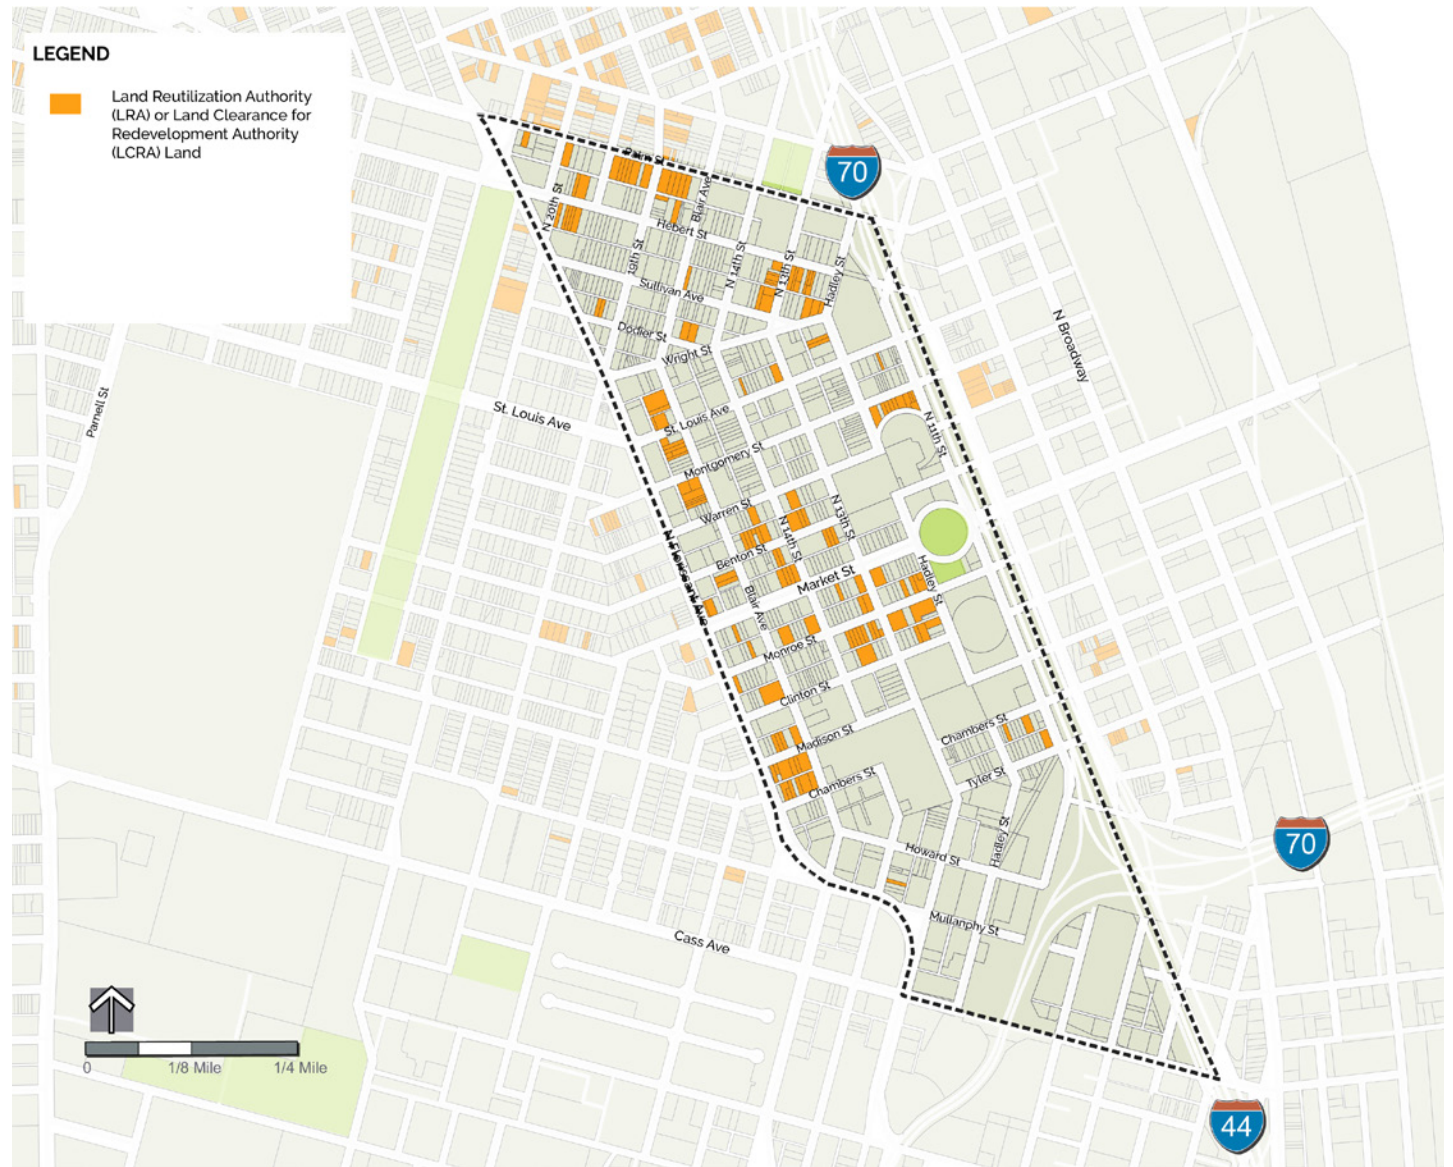 LEGEND
Land Reutilization Authority
(LRA) or Land Clearance for
Redevelopment Authority
(LCRA) Land
70
Palm St
Blair Ave
N 20th St
Hebert St
19th St
N 14th St
N 13th St
Hadley St
Sullivan Ave
Dodier St
Wright St
N Broadway
Parnell St
St. Louis Ave
St. Louis Ave
N 11th St
Montgomery St
Warren St
N 13th St
N 14th St
Benton St
N Florissant Ave
Market St
Hadley St
Blair Ave
Monroe St
Clinton St
Madison St
Chambers St
Chambers St
Tyler St
Hadley St
Howard St
70
Mullanphy St
Cass Ave
0
1/8 Mile
1/4 Mile
44